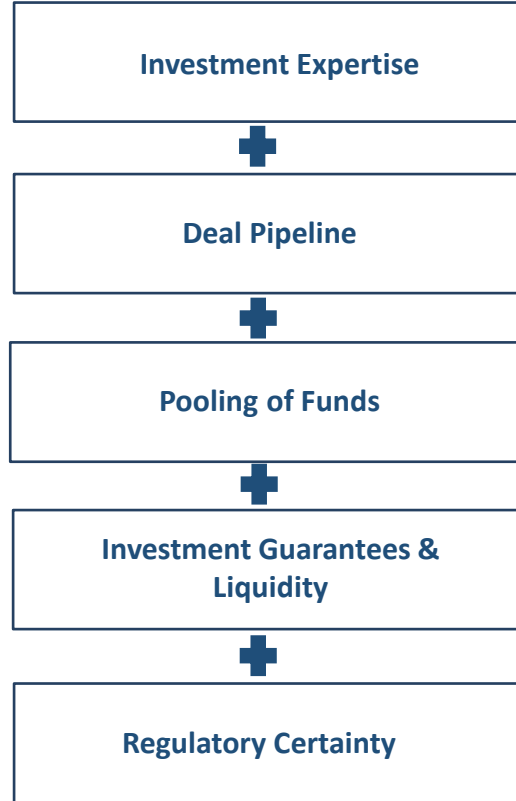 Investment Expertise
Deal Pipeline
Pooling of Funds
Investment Guarantees &
Liquidity
Regulatory Certainty